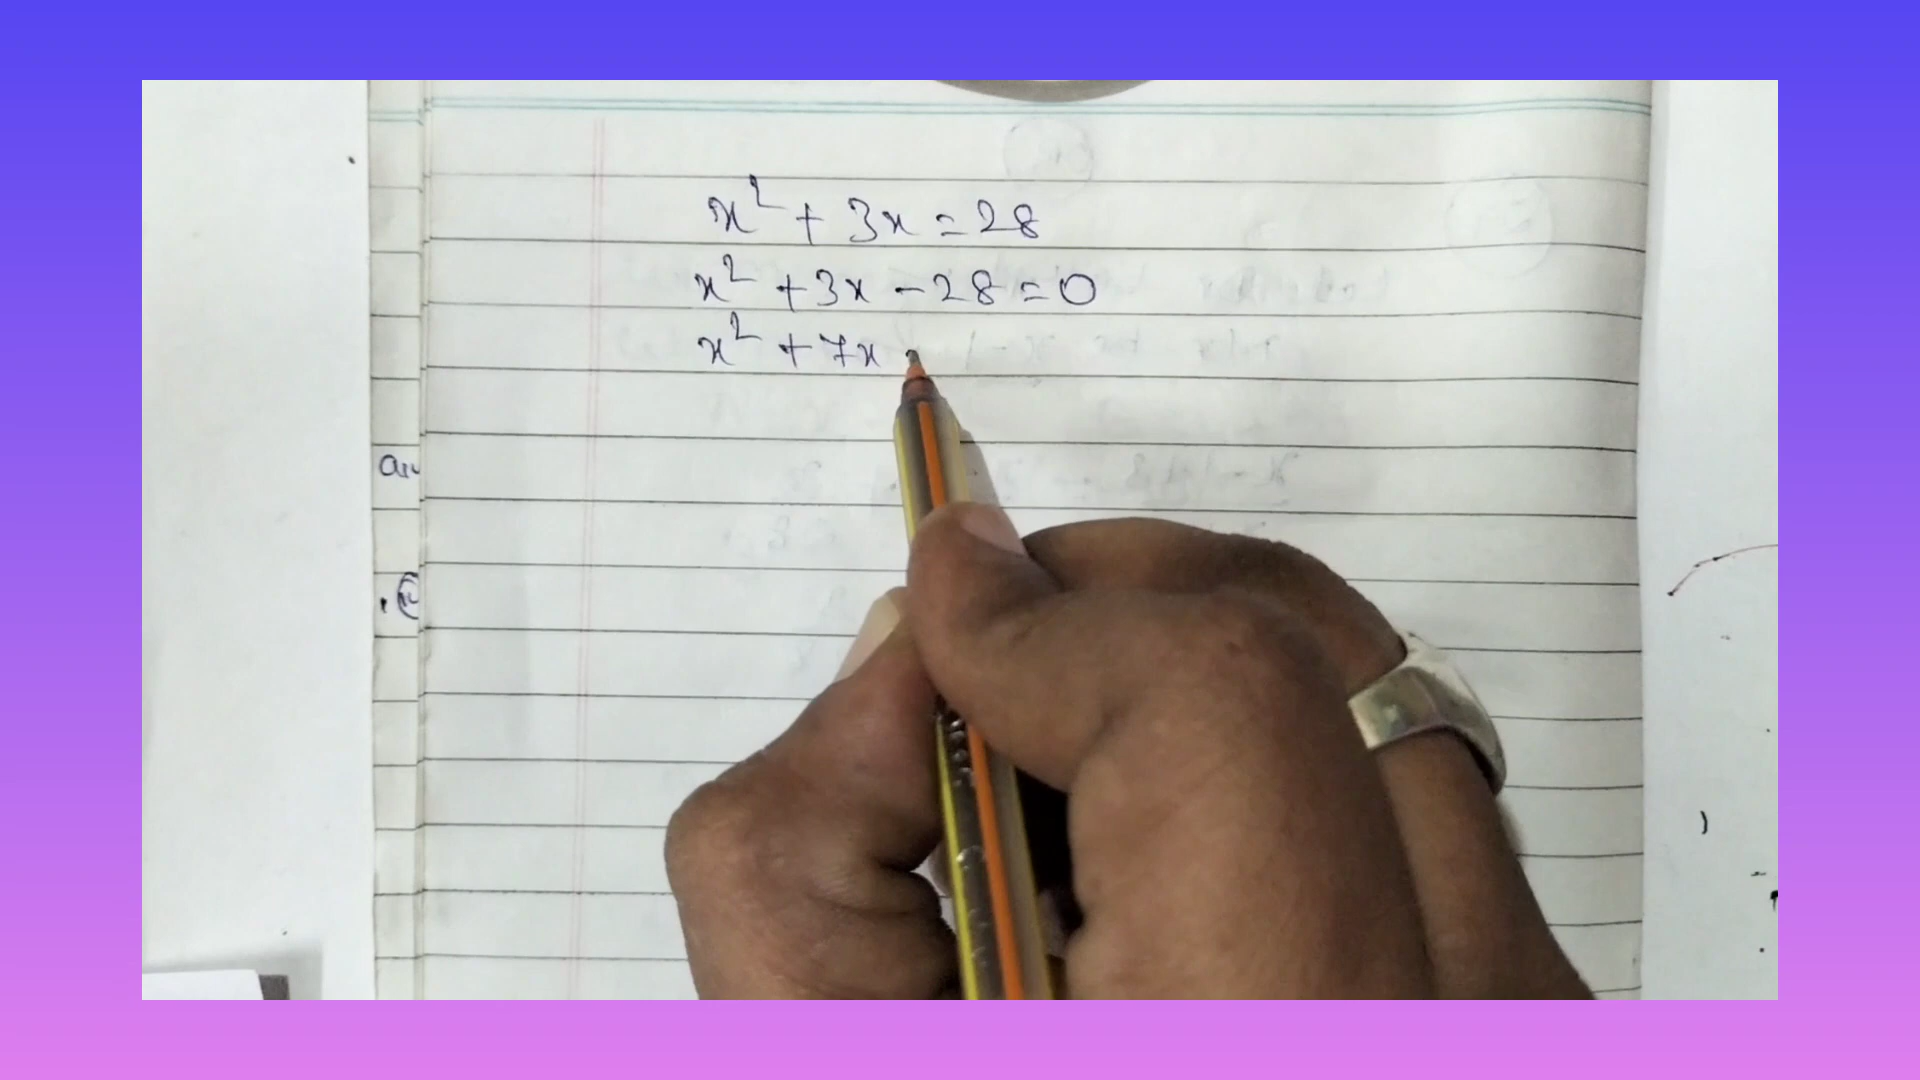 x² + 3x = 28
x² + 3x - 28 = 0
x² + 7x